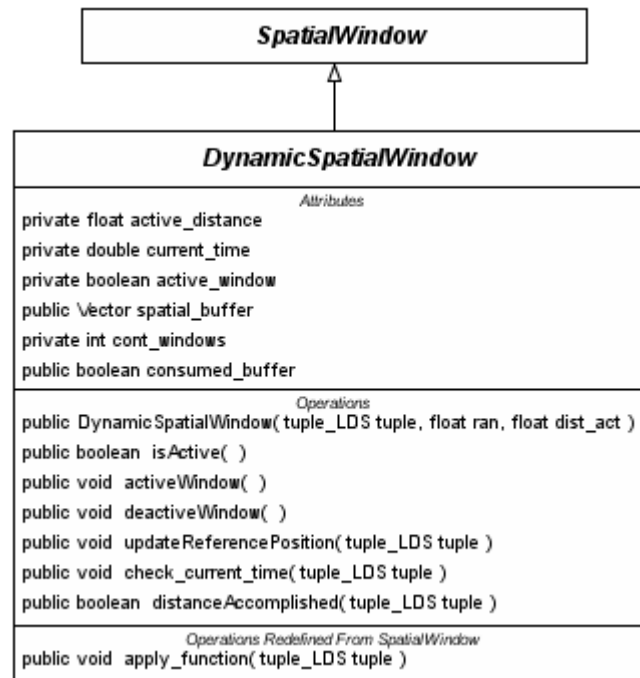 SpatialWindow
DynamicSpatialWindow
Attributes
private float active_distance
private double current_time
private boolean active_window
public Vector spatial_buffer
private int cont_windows
public boolean consumed_buffer
Operations
public DynamicSpatialWindow( tuple_LDS tuple, float ran, float dist_act )
public boolean isActive( )
public void activeWindow( )
public void deactiveWindow( )
public void updateReferencePosition( tuple_LDS tuple )
public void check_current_time( tuple_LDS tuple )
public boolean distanceAccomplished( tuple_LDS tuple )
Operations Redefined From SpatialWindow
public void apply_function( tuple_LDS tuple )